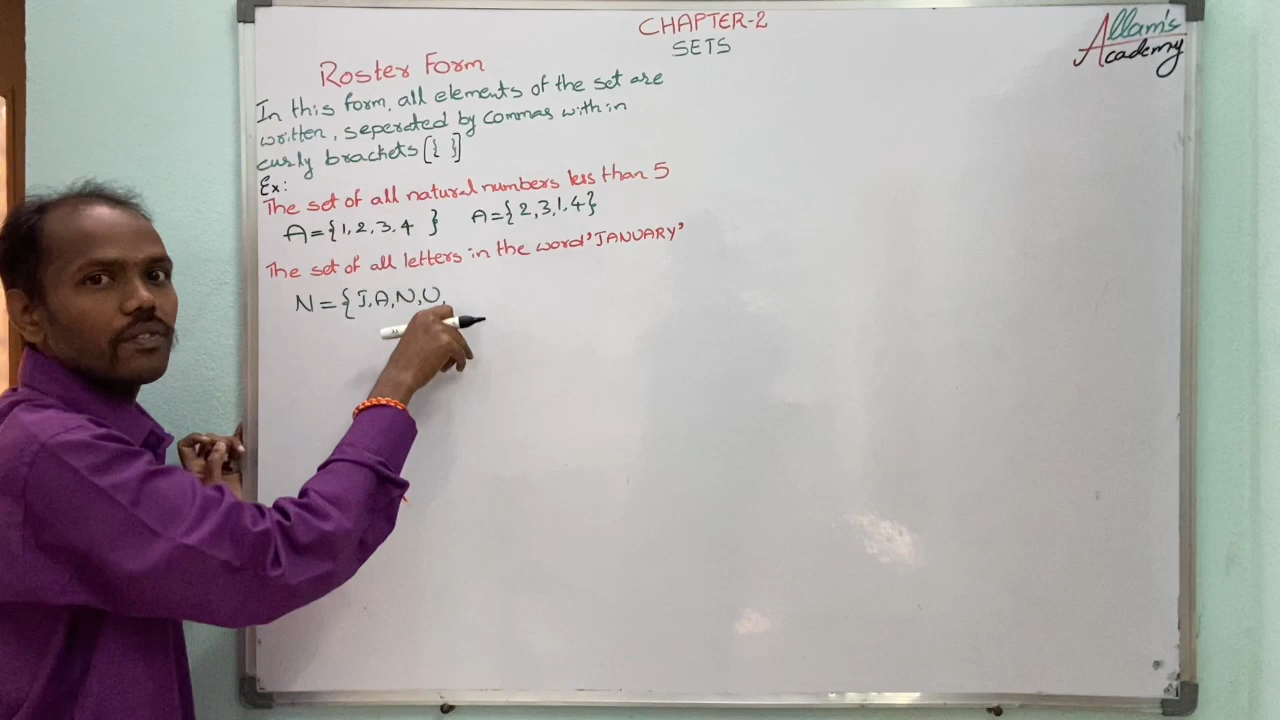 CHAPTER-2
SETS
Allam's
Academy
Roster Form
In this form, all elements of the set are
written, seperated by commas with in
curly brackets [{ }]
Ex:
The set of all natural numbers less than 5
A={1,2,3,4 } A={2,3,1,4}
The set of all letters in the word 'JANUARY'
N={J,A,N,U,